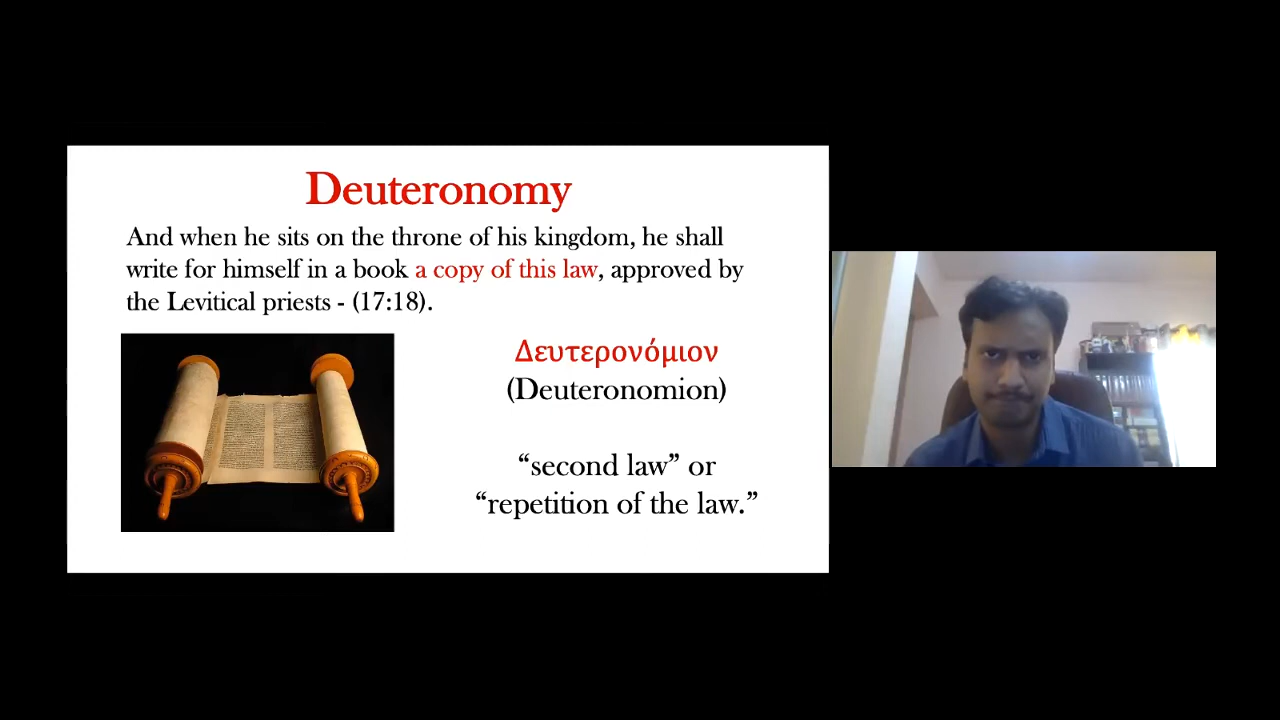 Deuteronomy
And when he sits on the throne of his kingdom, he shall
write for himself in a book a copy of this law, approved by
the Levitical priests - (17:18).
Δευτερονόμιον
(Deuteronomion)
“second law” or
“repetition of the law.”